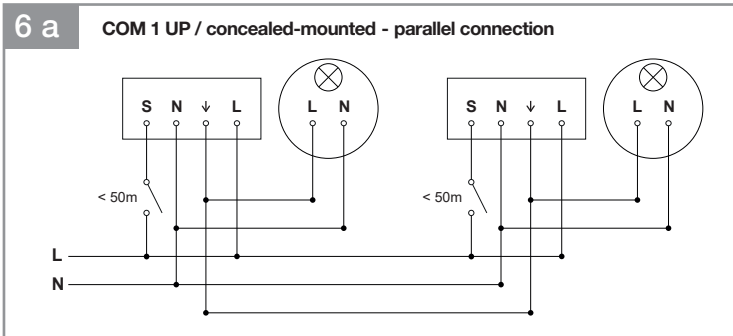 6 a
COM 1 UP / concealed-mounted - parallel connection
S N ↓ L
L N
S N ↓ L
L N
< 50m
< 50m
L
N